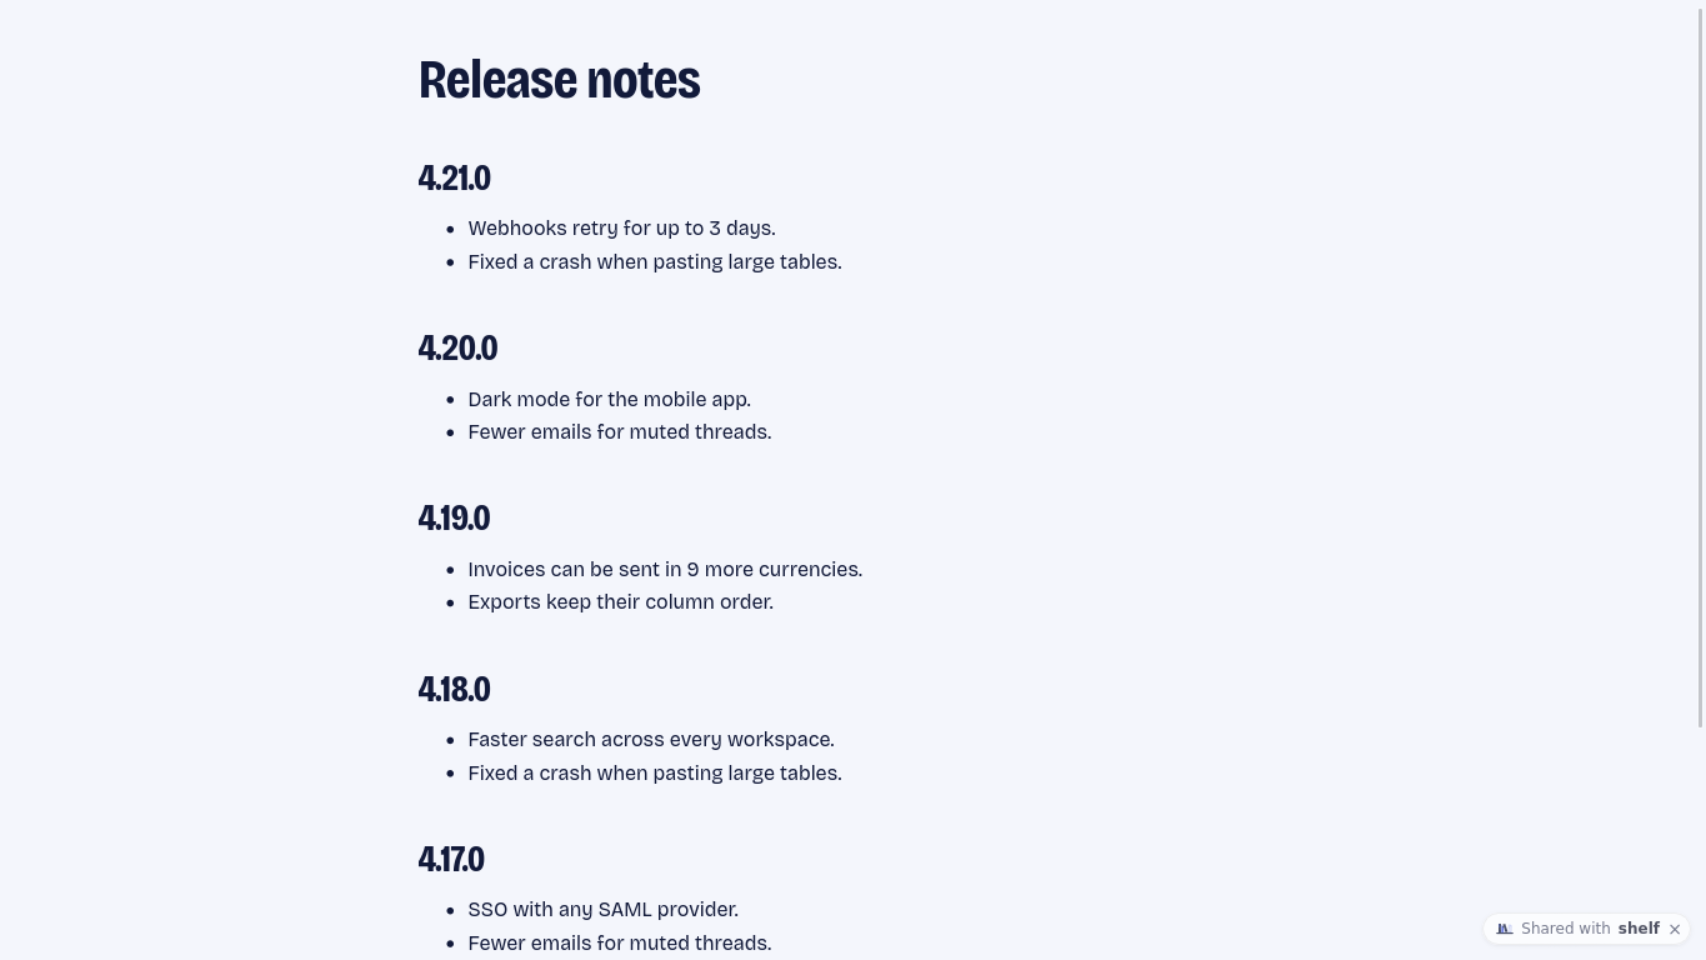 Release notes
4.21.0
• Webhooks retry for up to 3 days.
• Fixed a crash when pasting large tables.
4.20.0
• Dark mode for the mobile app.
• Fewer emails for muted threads.
4.19.0
• Invoices can be sent in 9 more currencies.
• Exports keep their column order.
4.18.0
• Faster search across every workspace.
• Fixed a crash when pasting large tables.
4.17.0
• SSO with any SAML provider.
• Fewer emails for muted threads.
Shared with shelf ×